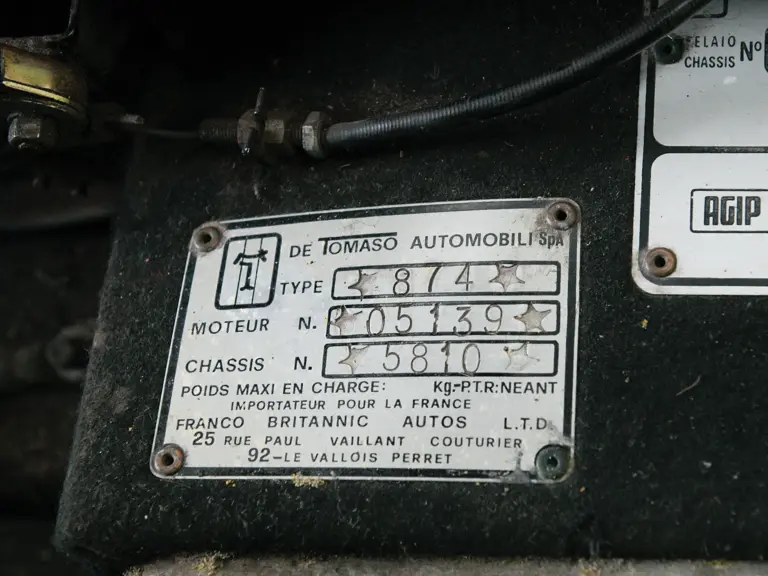 TELAIO
CHASSIS Nº
AGIP
DE TOMASO AUTOMOBILI SpA
TYPE ☆874☆
MOTEUR N. ☆05139☆
CHASSIS N. ☆5810☆
POIDS MAXI EN CHARGE: Kg.-P.T.R:NEANT
IMPORTATEUR POUR LA FRANCE
FRANCO BRITANNIC AUTOS L.T.D.
25 RUE PAUL VAILLANT COUTURIER
92-LE VALLOIS PERRET